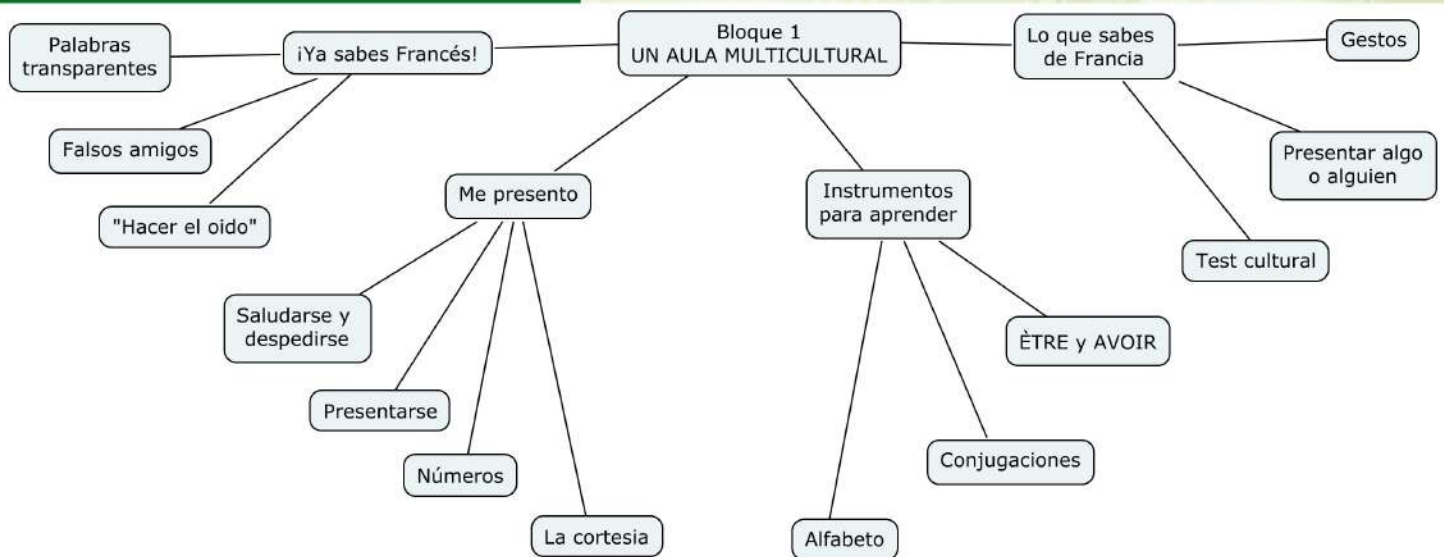 Bloque 1
UN AULA MULTICULTURAL
¡Ya sabes Francés!
Palabras
transparentes
Falsos amigos
"Hacer el oido"
Me presento
Saludarse y
despedirse
Presentarse
Números
La cortesia
Instrumentos
para aprender
ÈTRE y AVOIR
Conjugaciones
Alfabeto
Lo que sabes
de Francia
Gestos
Presentar algo
o alguien
Test cultural